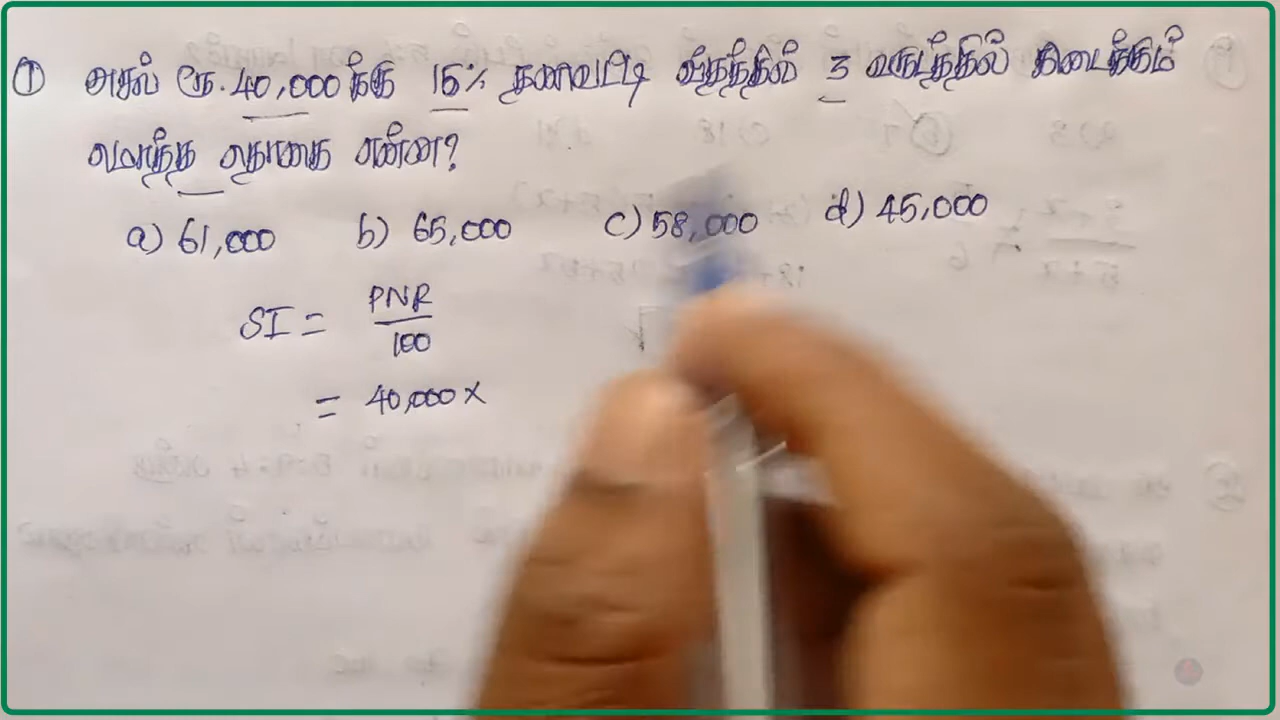 ① அசல் ரூ.40,000க்கு 15% தனிவட்டி வீதத்தில் 3 வருடத்தில் கிடைக்கும்
மொத்த தொகை என்ன?
a) 61,000 b) 65,000 c) 58,000 d) 45,000
SI = PNR
100
= 40,000 ×